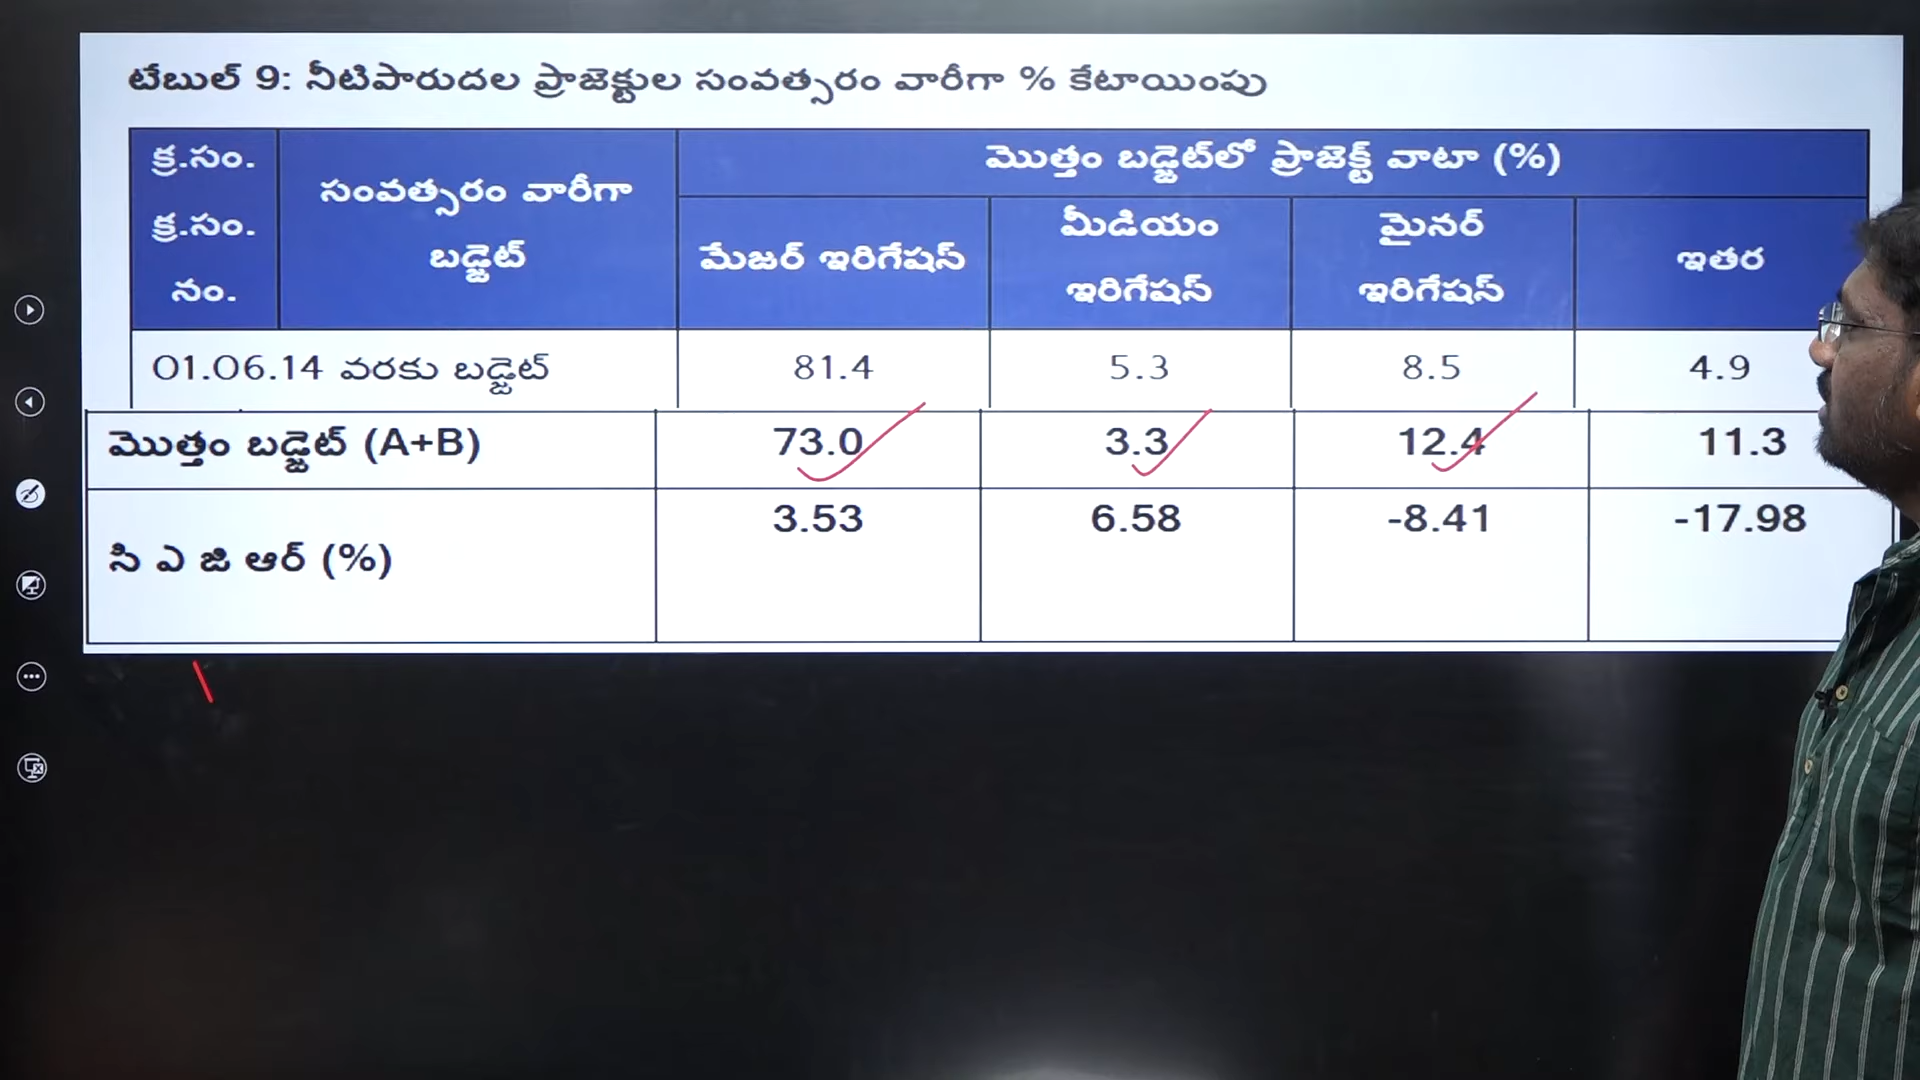 టేబుల్ 9: నీటిపారుదల ప్రాజెక్టుల సంవత్సరం వారీగా % కేటాయింపు
క్ర.సం.
క్ర.సం.
నం.
సంవత్సరం వారీగా
బడ్జెట్
మొత్తం బడ్జెట్‌లో ప్రాజెక్ట్ వాటా (%)
మేజర్ ఇరిగేషన్
మీడియం
ఇరిగేషన్
మైనర్
ఇరిగేషన్
ఇతర
01.06.14 వరకు బడ్జెట్ 81.4 5.3 8.5 4.9
మొత్తం బడ్జెట్ (A+B) 73.0 3.3 12.4 11.3
సి ఎ జి ఆర్ (%) 3.53 6.58 -8.41 -17.98